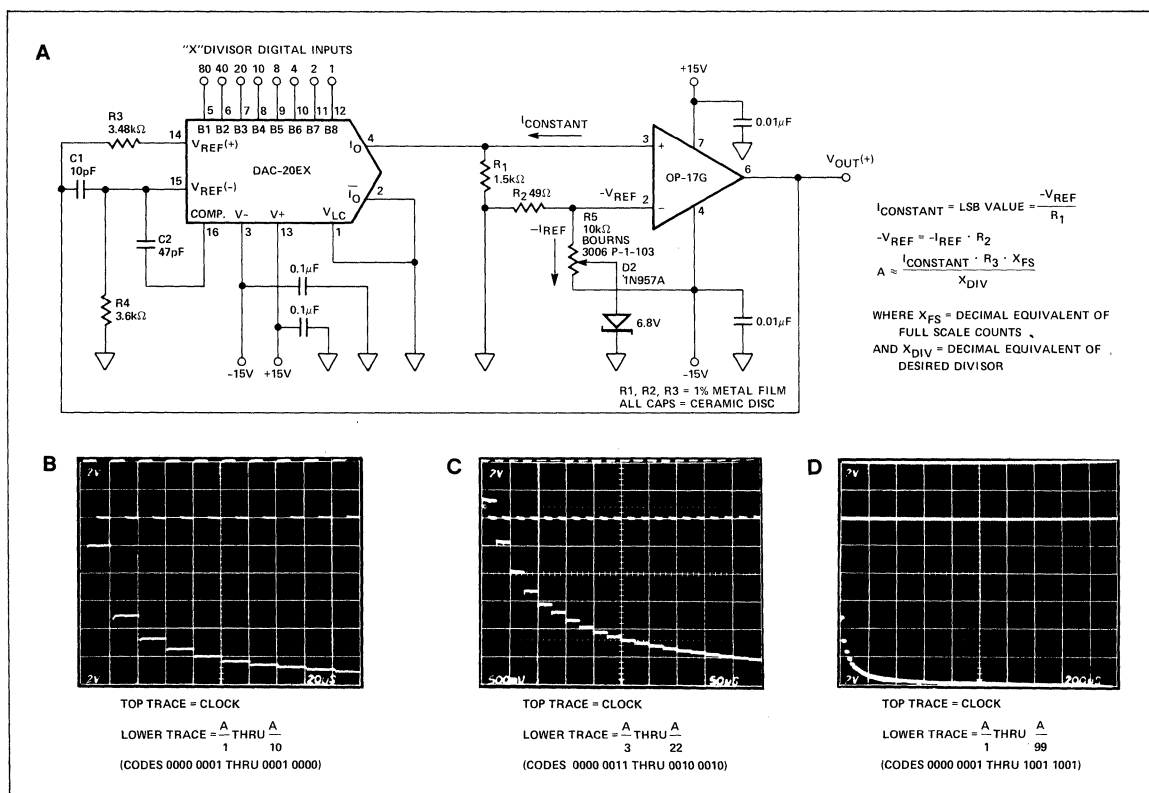 A
"X" DIVISOR DIGITAL INPUTS
80 40 20 10 8 4 2 1
5 6 7 8 9 10 11 12
B1 B2 B3 B4 B5 B6 B7 B8
R3
3.48kΩ
14
VREF(+)
C1
10pF
15
VREF(-)
DAC-20EX
IO
4
IO
2
COMP. V- V+ VLC
16 3 13 1
C2
47pF
R4
3.6kΩ
0.1μF
0.1μF
-15V +15V
ICONSTANT
R1
1.5kΩ
R2 49Ω
-VREF
-IREF
R5
10kΩ
BOURNS
3006 P-1-103
D2
1N957A
6.8V
+15V
0.01μF
3
+
7
OP-17G
6
2
−
4
VOUT(+)
0.01μF
-15V
R1, R2, R3 = 1% METAL FILM
ALL CAPS = CERAMIC DISC
ICONSTANT = LSB VALUE = -VREF
R1
-VREF = -IREF · R2
A ≈ ICONSTANT · R3 · XFS
XDIV
WHERE XFS = DECIMAL EQUIVALENT OF
FULL SCALE COUNTS
AND XDIV = DECIMAL EQUIVALENT OF
DESIRED DIVISOR
B
2V
2V 20μS
TOP TRACE = CLOCK
LOWER TRACE = A THRU A
1 10
(CODES 0000 0001 THRU 0001 0000)
C
2V
500mV 50μS
TOP TRACE = CLOCK
LOWER TRACE = A THRU A
3 22
(CODES 0000 0011 THRU 0010 0010)
D
2V
2V 200μS
TOP TRACE = CLOCK
LOWER TRACE = A THRU A
1 99
(CODES 0000 0001 THRU 1001 1001)